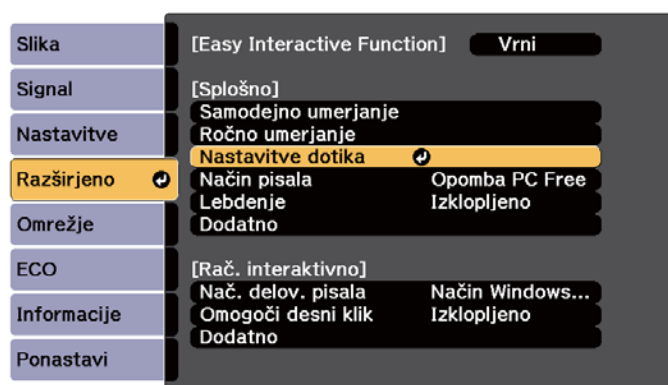 Slika
Signal
Nastavitve
Razširjeno
Omrežje
ECO
Informacije
Ponastavi
[Easy Interactive Function] Vrni
[Splošno]
Samodejno umerjanje
Ročno umerjanje
Nastavitve dotika
Način pisala Opomba PC Free
Lebdenje Izklopljeno
Dodatno
[Rač. interaktivno]
Nač. delov. pisala Način Windows...
Omogoči desni klik Izklopljeno
Dodatno